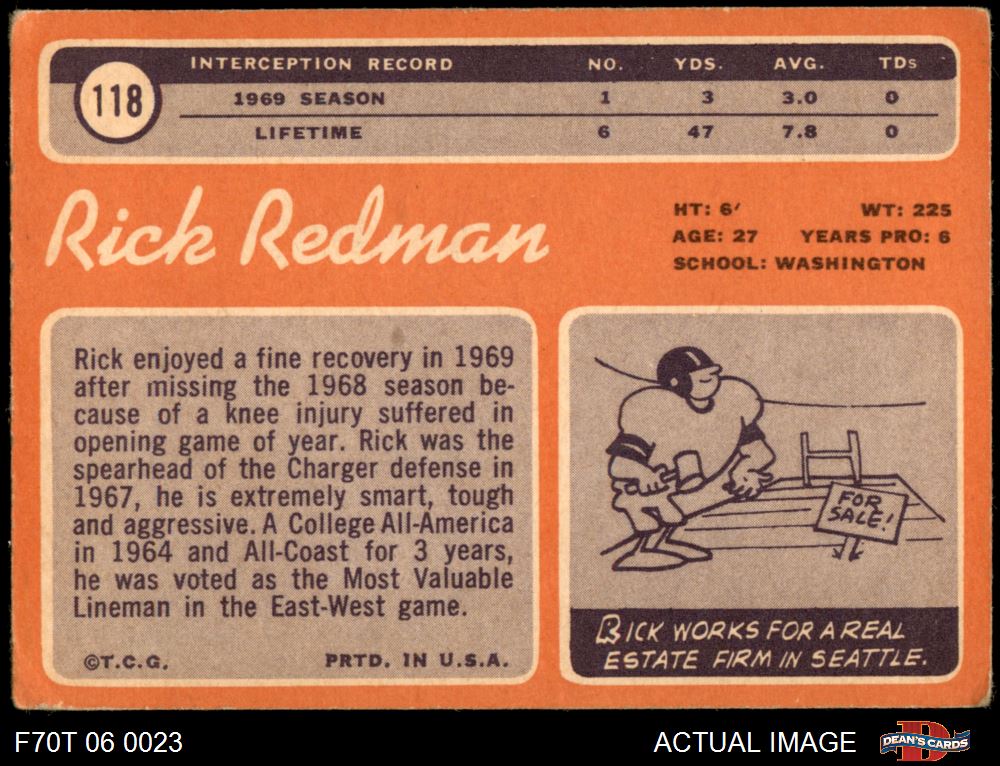 118
INTERCEPTION RECORD NO. YDS. AVG. TDs
1969 SEASON 1 3 3.0 0
LIFETIME 6 47 7.8 0
Rick Redman
HT: 6' WT: 225
AGE: 27 YEARS PRO: 6
SCHOOL: WASHINGTON
Rick enjoyed a fine recovery in 1969
after missing the 1968 season be-
cause of a knee injury suffered in
opening game of year. Rick was the
spearhead of the Charger defense in
1967, he is extremely smart, tough
and aggressive. A College All-America
in 1964 and All-Coast for 3 years,
he was voted as the Most Valuable
Lineman in the East-West game.
©T.C.G. PRTD. IN U.S.A.
FOR
SALE!
RICK WORKS FOR A REAL
ESTATE FIRM IN SEATTLE.
F70T 06 0023
ACTUAL IMAGE
D
DEAN'S CARDS